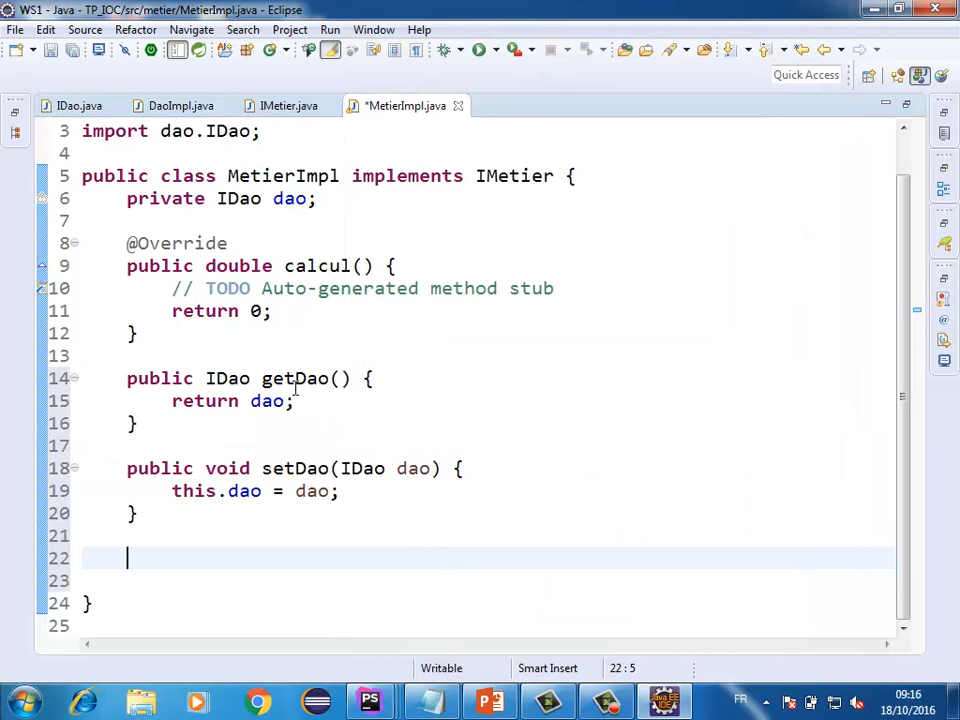 WS1 - Java - TP_IOC/src/metier/MetierImpl.java - Eclipse
File Edit Source Refactor Navigate Search Project Run Window Help
Quick Access
IDao.java DaoImpl.java IMetier.java *MetierImpl.java
3 import dao.IDao;
4
5 public class MetierImpl implements IMetier {
6 private IDao dao;
7
8 @Override
9 public double calcul() {
10 // TODO Auto-generated method stub
11 return 0;
12 }
13
14 public IDao getDao() {
15 return dao;
16 }
17
18 public void setDao(IDao dao) {
19 this.dao = dao;
20 }
21
22
23
24 }
25
Writable Smart Insert 22 : 5
PS Java EE IDE FR 09:16
18/10/2016